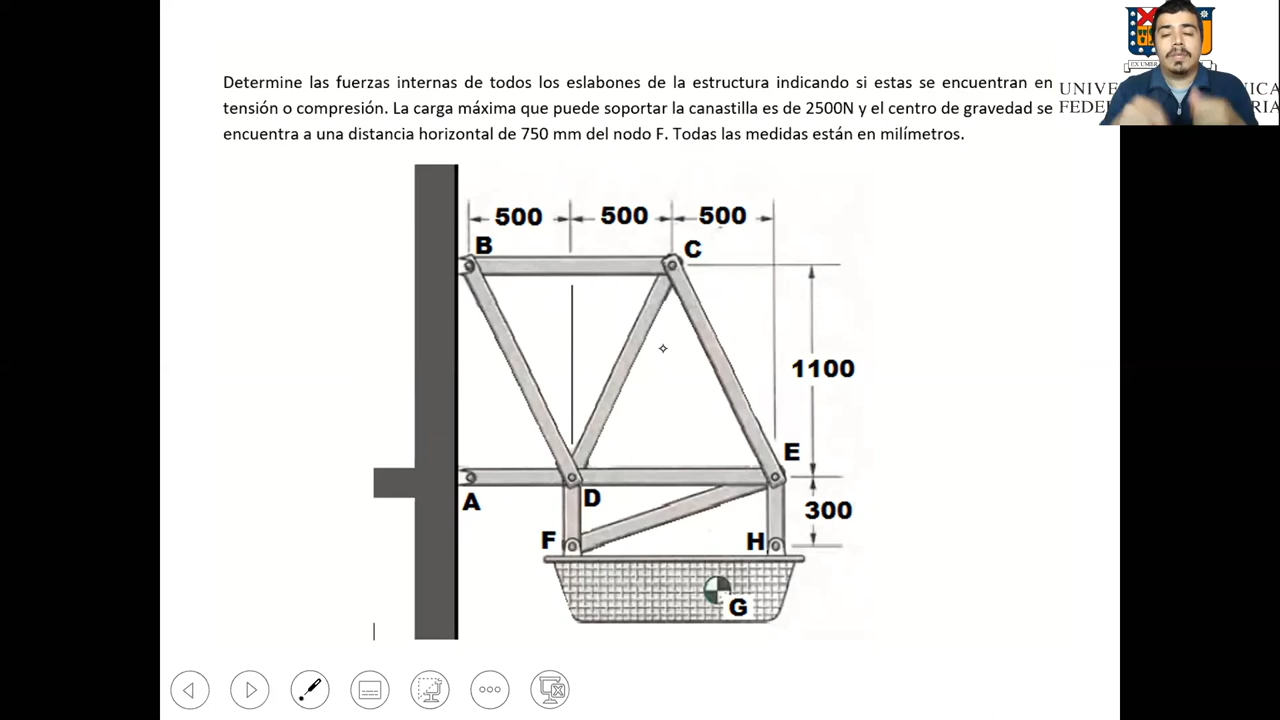 Determine las fuerzas internas de todos los eslabones de la estructura indicando si estas se encuentran en
tensión o compresión. La carga máxima que puede soportar la canastilla es de 2500N y el centro de gravedad se
encuentra a una distancia horizontal de 750 mm del nodo F. Todas las medidas están en milímetros.
500 500 500
B C
1100
E
A D
300
F H
G